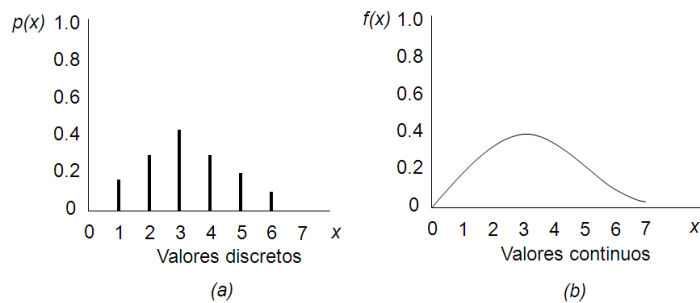 p(x)
1.0
0.8
0.6
0.4
0.2
0
0 1 2 3 4 5 6 7 x
Valores discretos
(a)
f(x)
1.0
0.8
0.6
0.4
0.2
0
0 1 2 3 4 5 6 7 x
Valores continuos
(b)